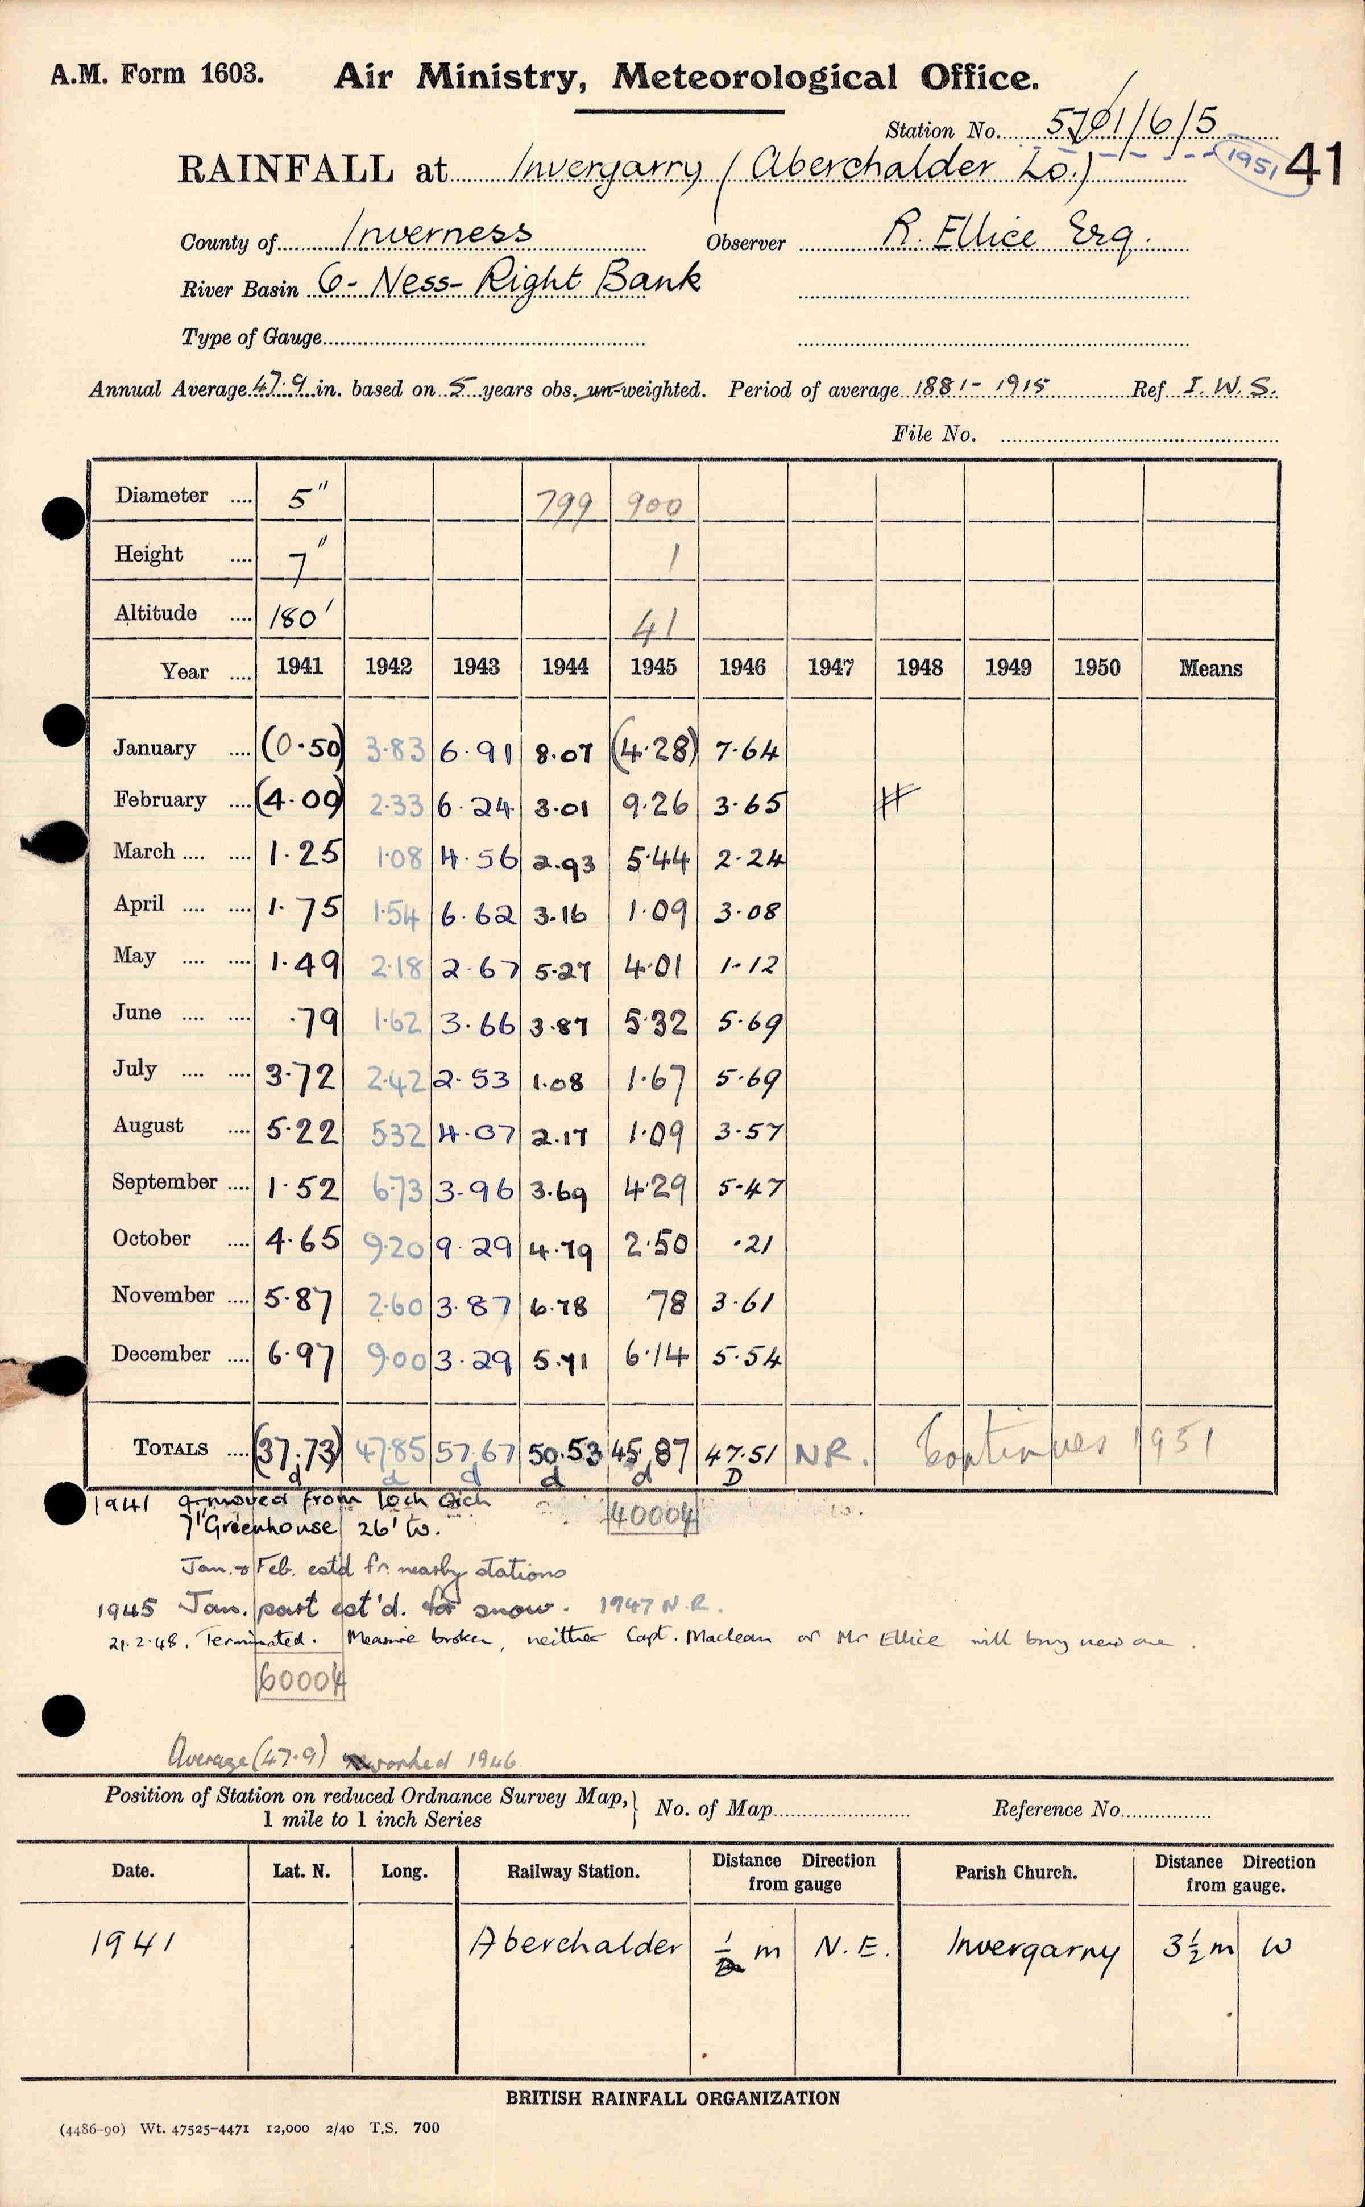 A.M. Form 1603. Air Ministry, Meteorological Office.
Station No. 5701/6/5
RAINFALL at Invergarry (Aberchalder Lo.) 1951 41
County of Inverness Observer R. Ellice Esq.
River Basin 6 - Ness - Right Bank
Type of Gauge
Annual Average 47.9 in. based on 5 years obs. un-weighted. Period of average 1881-1915 Ref I.W.S.
File No.
Diameter .... 5" 799 900
Height .... 7" 1
Altitude .... 180' 41
Year .... 1941 1942 1943 1944 1945 1946 1947 1948 1949 1950 Means
January .... (0.50) 3.83 6.91 8.07 (4.28) 7.64
February .... (4.00) 2.33 6.24 3.01 9.26 3.65 #
March .... .... 1.25 1.08 4.56 2.93 5.44 2.24
April .... .... 1.75 1.54 6.62 3.16 1.09 3.08
May .... .... 1.49 2.18 2.67 5.27 4.01 1.12
June .... .... .79 1.62 3.66 3.87 5.32 5.69
July .... .... 3.72 2.42 2.53 1.08 1.67 5.69
August .... 5.22 532 4.07 2.17 1.09 3.57
September .... 1.52 6.73 3.96 3.69 4.29 5.47
October .... 4.65 9.20 9.29 4.79 2.50 .21
November .... 5.87 2.60 3.87 6.78 78 3.61
December .... 6.97 9.00 3.29 5.71 6.14 5.54
TOTALS .... (37.73) 47.85 57.67 50.53 45.87 47.51 NR. Continues 1951
d d d d d D
1941 g moved from Loch Oich 40004
7' Greenhouse 26' W.
Jan. & Feb. est'd fr. nearby stations
1945 Jan. part est'd. for snow. 1947 N.R.
21.2.48. Terminated. Measure broken, neither Capt. Maclean or Mr Ellice will buy new one.
60004
Average (47.9) worked 1946
Position of Station on reduced Ordnance Survey Map, 1 mile to 1 inch Series No. of Map Reference No.
Date. Lat. N. Long. Railway Station. Distance Direction from gauge Parish Church. Distance Direction from gauge.
1941 Aberchalder ½ m N.E. Invergarry 3½ m W
BRITISH RAINFALL ORGANIZATION
(4486-90) Wt. 47525-4471 12,000 2/40 T.S. 700